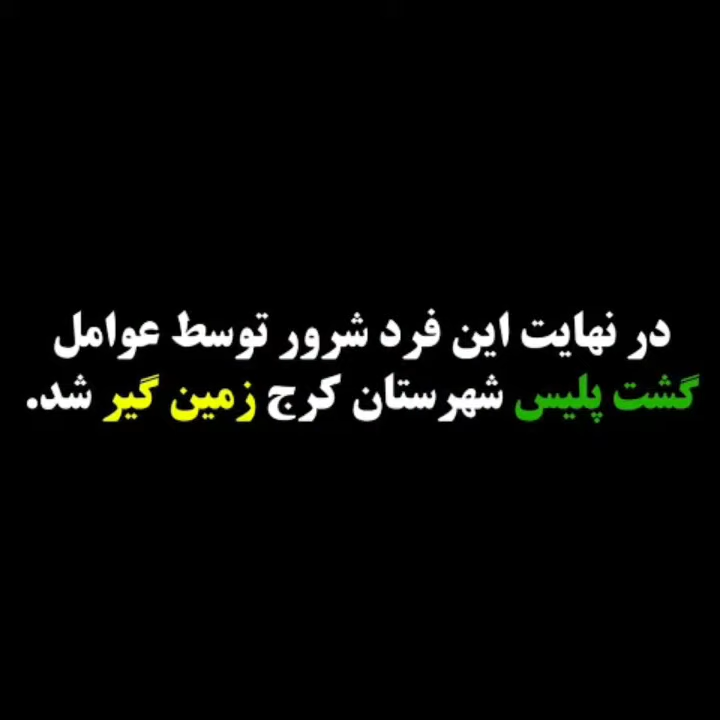 در نهایت این فرد شرور توسط عوامل
گشت پلیس شهرستان کرج زمین گیر شد.